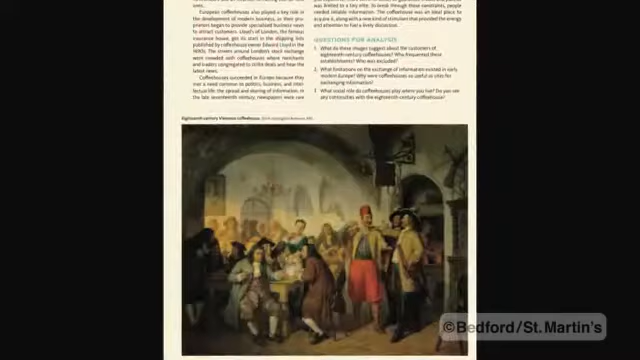 European coffeehouses also played a key role in
the development of modern business, as their pro-
prietors began to provide specialized business news
to attract customers. Lloyd's of London, the famous
insurance house, got its start in the shipping lists
published by coffeehouse owner Edward Lloyd in the
1690s. The streets around London's stock exchange
were crowded with coffeehouses where merchants
and traders congregated to strike deals and hear the
latest news.
Coffeehouses succeeded in Europe because they
met a need common to politics, business, and intel-
lectual life: the spread and sharing of information. In
the late seventeenth century, newspapers were rare
was limited to a tiny elite. To break through these constraints, people
needed reliable information. The coffeehouse was an ideal place to
acquire it, along with a new kind of stimulant that provided the energy
and attention to fuel a lively discussion.
QUESTIONS FOR ANALYSIS
1 What do these images suggest about the customers of
eighteenth-century coffeehouses? Who frequented these
establishments? Who was excluded?
2 What limitations on the exchange of information existed in early
modern Europe? Why were coffeehouses so useful as sites for
exchanging information?
3 What social role do coffeehouses play where you live? Do you see
any continuities with the eighteenth-century coffeehouse?
Eighteenth-century Viennese coffeehouse.
©Bedford/St. Martin's